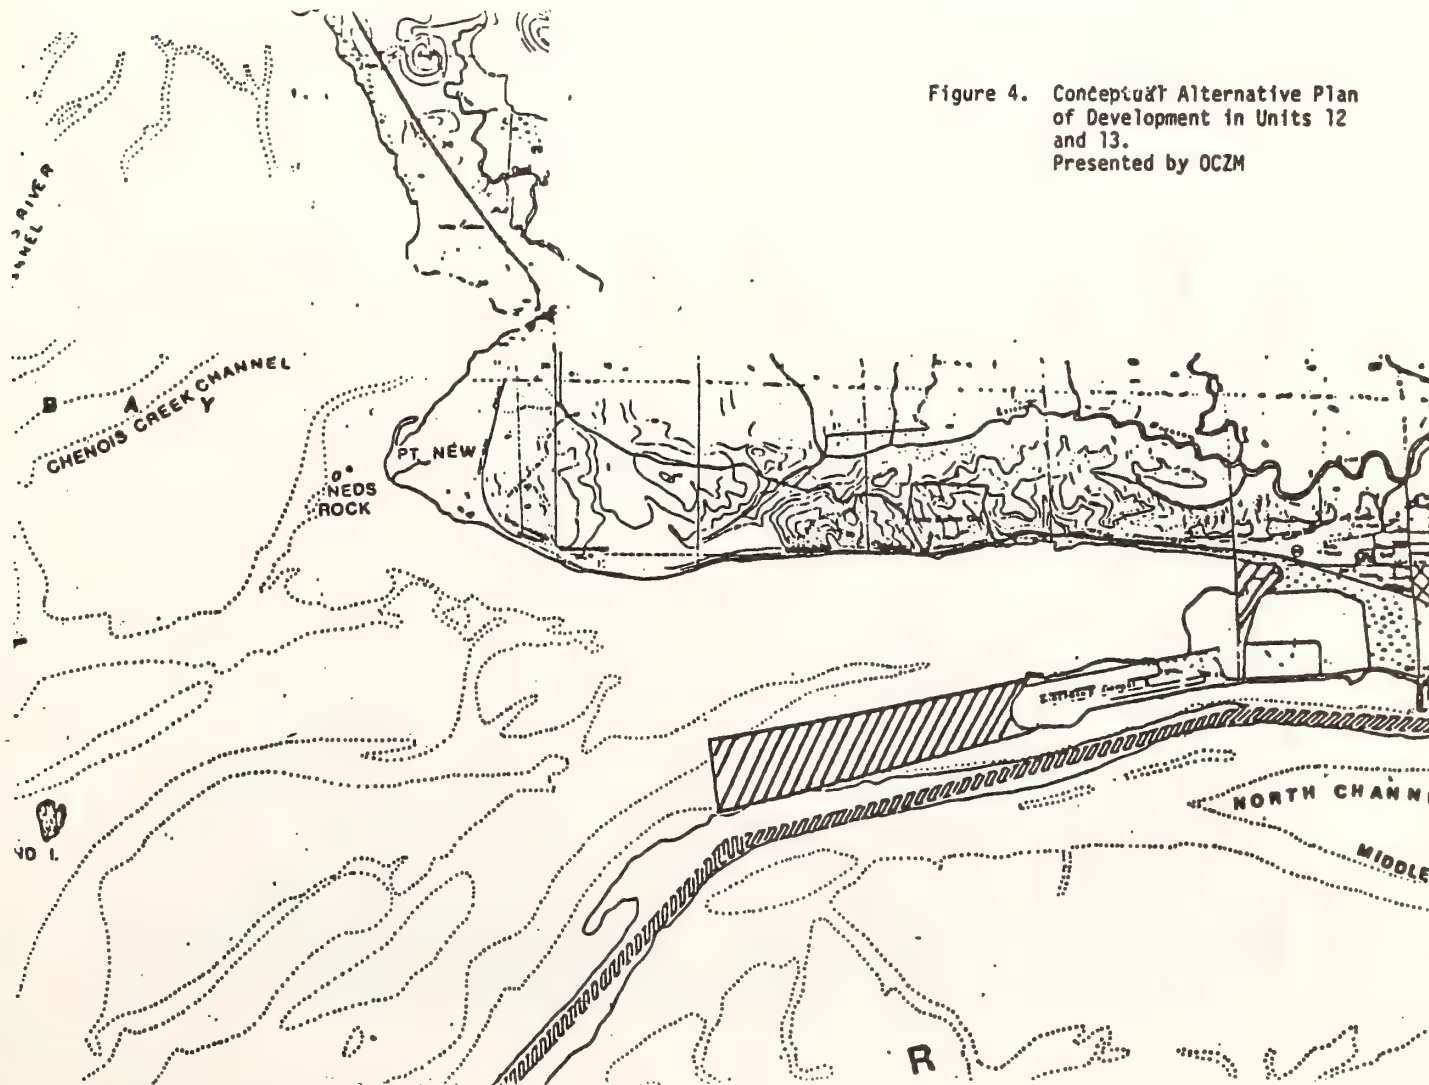 Figure 4. Conceptual Alternative Plan
of Development in Units 12
and 13.
Presented by OCZM
RIVER
CHENOIS CREEK CHANNEL
B A Y
PT. NEW
NEDS
ROCK
NORTH CHANN
MIDDLE
I.
R